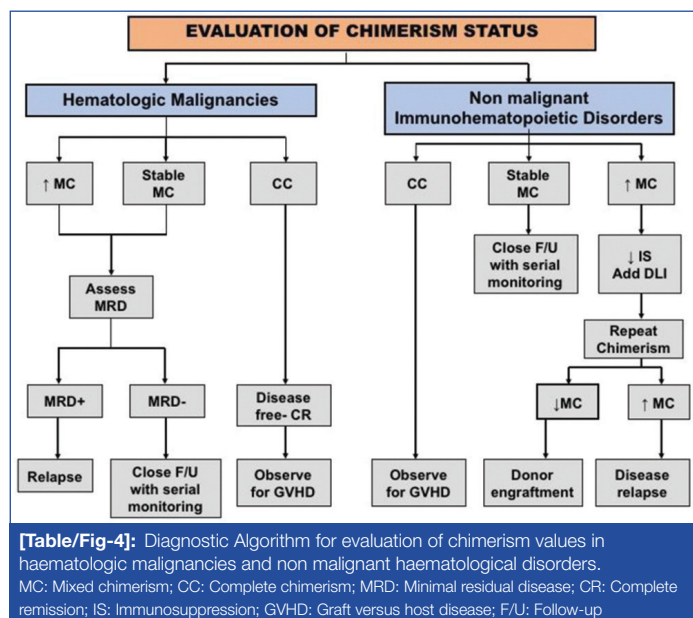 EVALUATION OF CHIMERISM STATUS
Hematologic Malignancies
Non malignant
Immunohematopoietic Disorders
↑ MC
Stable
MC
CC
CC
Stable
MC
↑ MC
Assess
MRD
Close F/U
with serial
monitoring
↓ IS
Add DLI
Repeat
Chimerism
MRD+
MRD-
Disease
free- CR
↓MC
↑ MC
Relapse
Close F/U
with serial
monitoring
Observe
for GVHD
Observe
for GVHD
Donor
engraftment
Disease
relapse
[Table/Fig-4]: Diagnostic Algorithm for evaluation of chimerism values in
haematologic malignancies and non malignant haematological disorders.
MC: Mixed chimerism; CC: Complete chimerism; MRD: Minimal residual disease; CR: Complete
remission; IS: Immunosuppression; GVHD: Graft versus host disease; F/U: Follow-up